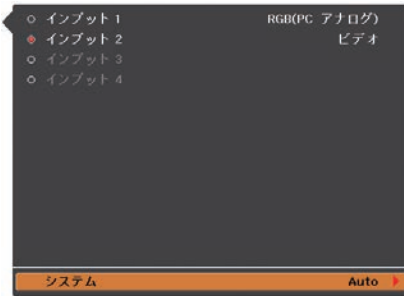 インプット 1 RGB(PC アナログ)
インプット 2 ビデオ
インプット 3
インプット 4
システム Auto